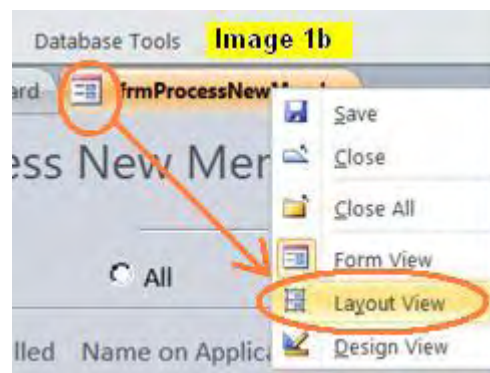 Database Tools Image 1b
ard frmProcessNewM
Save
ess New Mer
Close
Close All
Form View
All
Layout View
lled Name on Applica
Design View